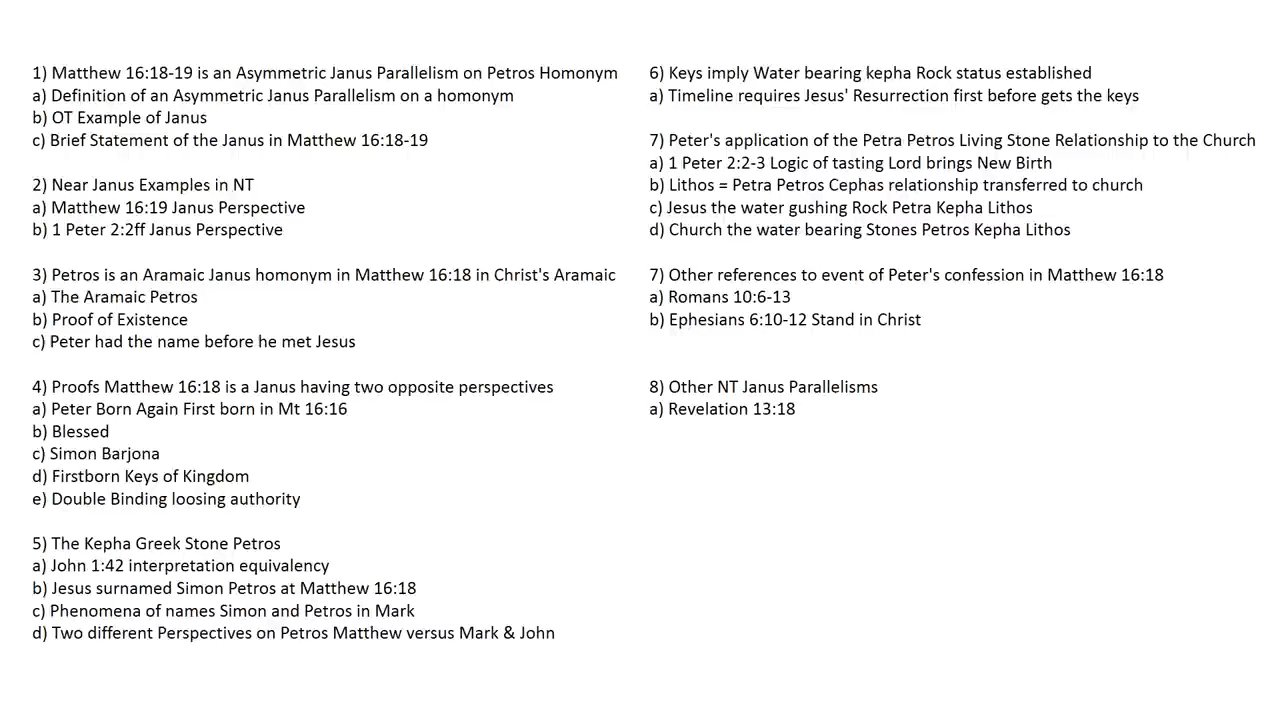 1) Matthew 16:18-19 is an Asymmetric Janus Parallelism on Petros Homonym
a) Definition of an Asymmetric Janus Parallelism on a homonym
b) OT Example of Janus
c) Brief Statement of the Janus in Matthew 16:18-19
2) Near Janus Examples in NT
a) Matthew 16:19 Janus Perspective
b) 1 Peter 2:2ff Janus Perspective
3) Petros is an Aramaic Janus homonym in Matthew 16:18 in Christ's Aramaic
a) The Aramaic Petros
b) Proof of Existence
c) Peter had the name before he met Jesus
4) Proofs Matthew 16:18 is a Janus having two opposite perspectives
a) Peter Born Again First born in Mt 16:16
b) Blessed
c) Simon Barjona
d) Firstborn Keys of Kingdom
e) Double Binding loosing authority
5) The Kepha Greek Stone Petros
a) John 1:42 interpretation equivalency
b) Jesus surnamed Simon Petros at Matthew 16:18
c) Phenomena of names Simon and Petros in Mark
d) Two different Perspectives on Petros Matthew versus Mark & John
6) Keys imply Water bearing kepha Rock status established
a) Timeline requires Jesus' Resurrection first before gets the keys
7) Peter's application of the Petra Petros Living Stone Relationship to the Church
a) 1 Peter 2:2-3 Logic of tasting Lord brings New Birth
b) Lithos = Petra Petros Cephas relationship transferred to church
c) Jesus the water gushing Rock Petra Kepha Lithos
d) Church the water bearing Stones Petros Kepha Lithos
7) Other references to event of Peter's confession in Matthew 16:18
a) Romans 10:6-13
b) Ephesians 6:10-12 Stand in Christ
8) Other NT Janus Parallelisms
a) Revelation 13:18